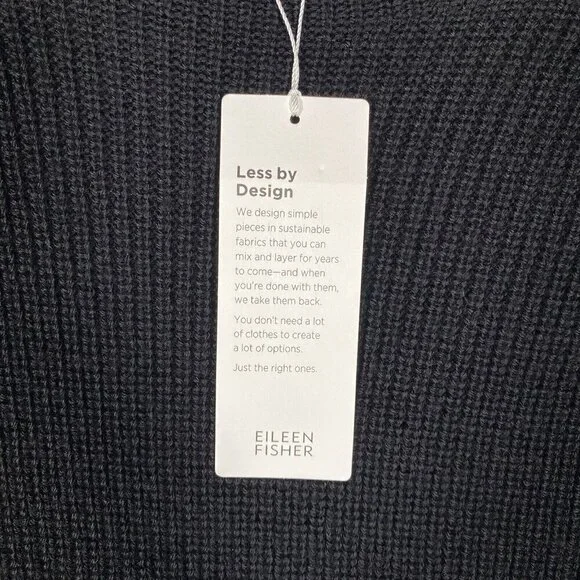 Less by
Design
We design simple
pieces in sustainable
fabrics that you can
mix and layer for years
to come—and when
you're done with them,
we take them back.
You don't need a lot
of clothes to create
a lot of options.
Just the right ones.
EILEEN
FISHER